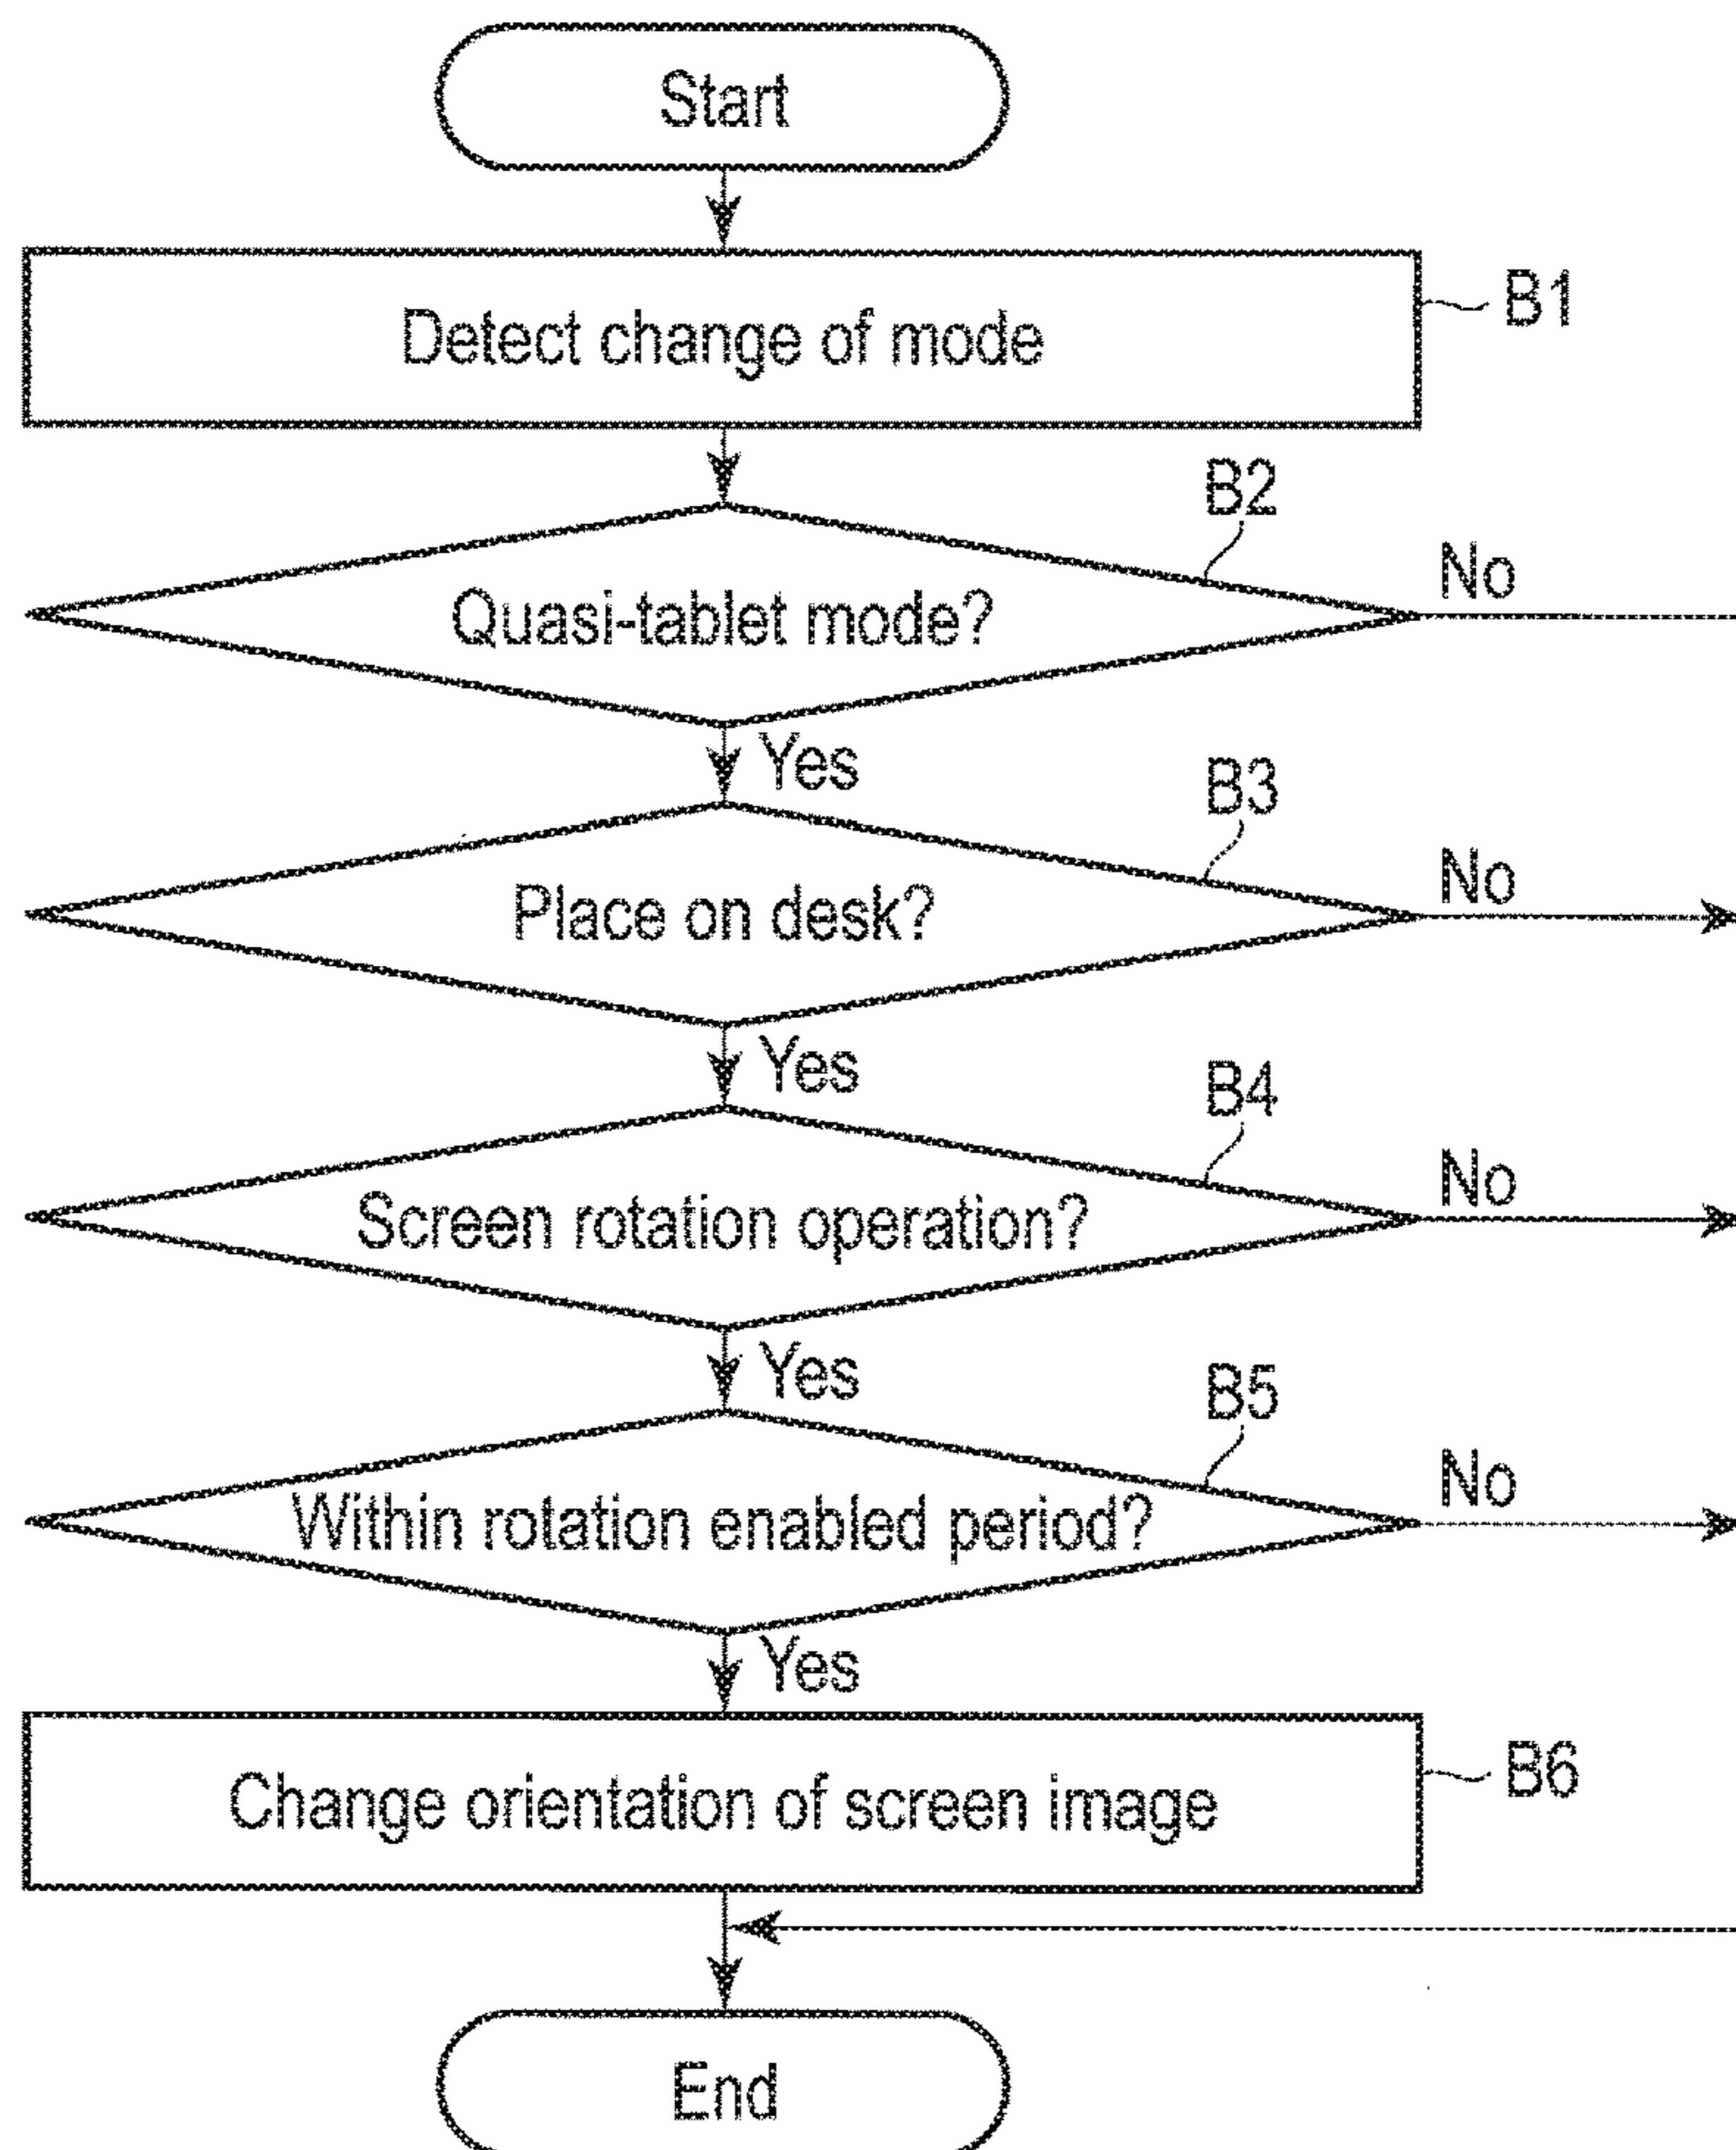 Start
Detect change of mode
B1
B2
Quasi-tablet mode?
No
Yes
B3
Place on desk?
No
Yes
B4
Screen rotation operation?
No
Yes
B5
Within rotation enabled period?
No
Yes
Change orientation of screen image
B6
End